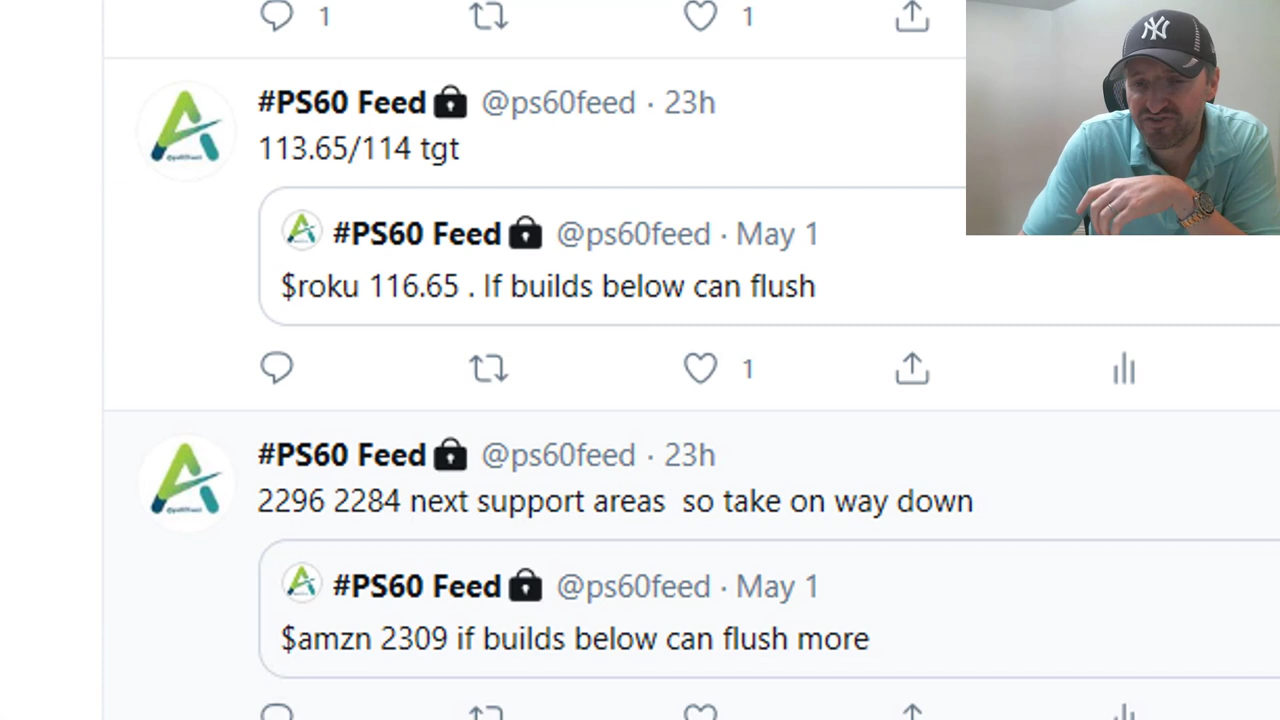 1 1
#PS60 Feed @ps60feed · 23h
113.65/114 tgt
#PS60 Feed @ps60feed · May 1
$roku 116.65 . If builds below can flush
1
#PS60 Feed @ps60feed · 23h
2296 2284 next support areas  so take on way down
#PS60 Feed @ps60feed · May 1
$amzn 2309 if builds below can flush more
NY